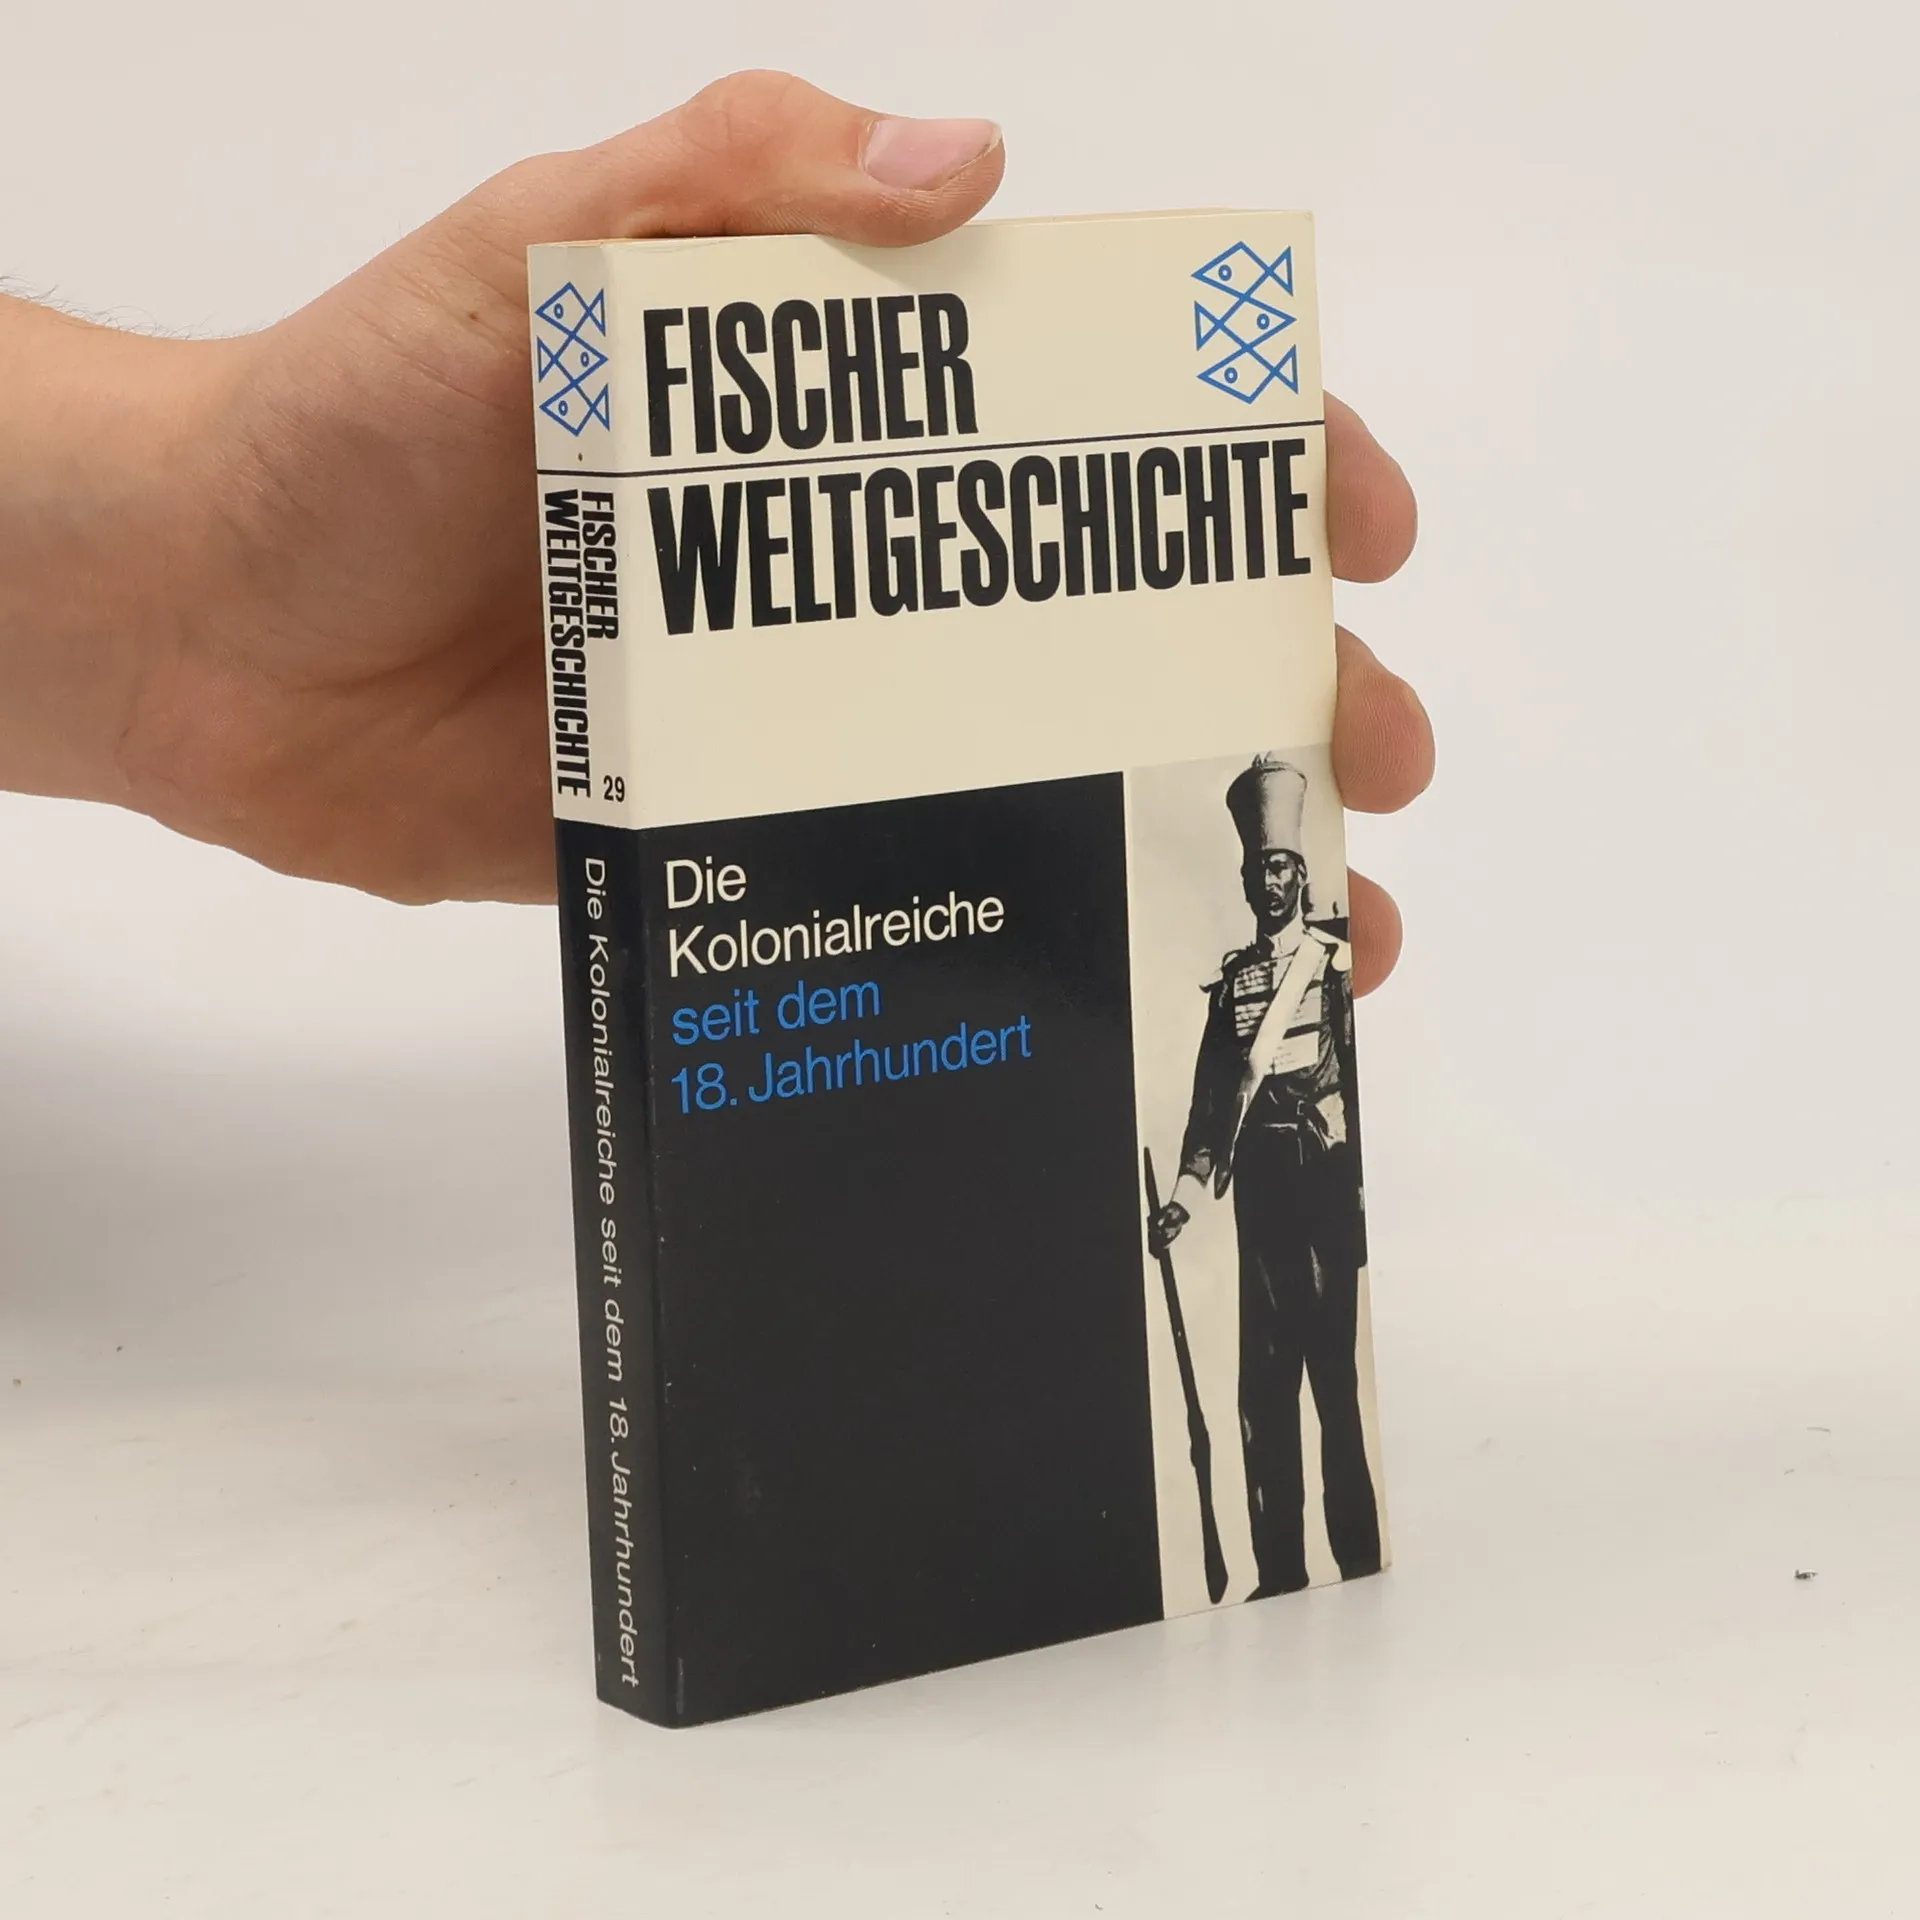 FISCHER
WELTGESCHICHTE
Die
Kolonialreiche
seit dem
18. Jahrhundert
FISCHER
WELTGESCHICHTE
29
Die Kolonialreiche seit dem 18. Jahrhundert